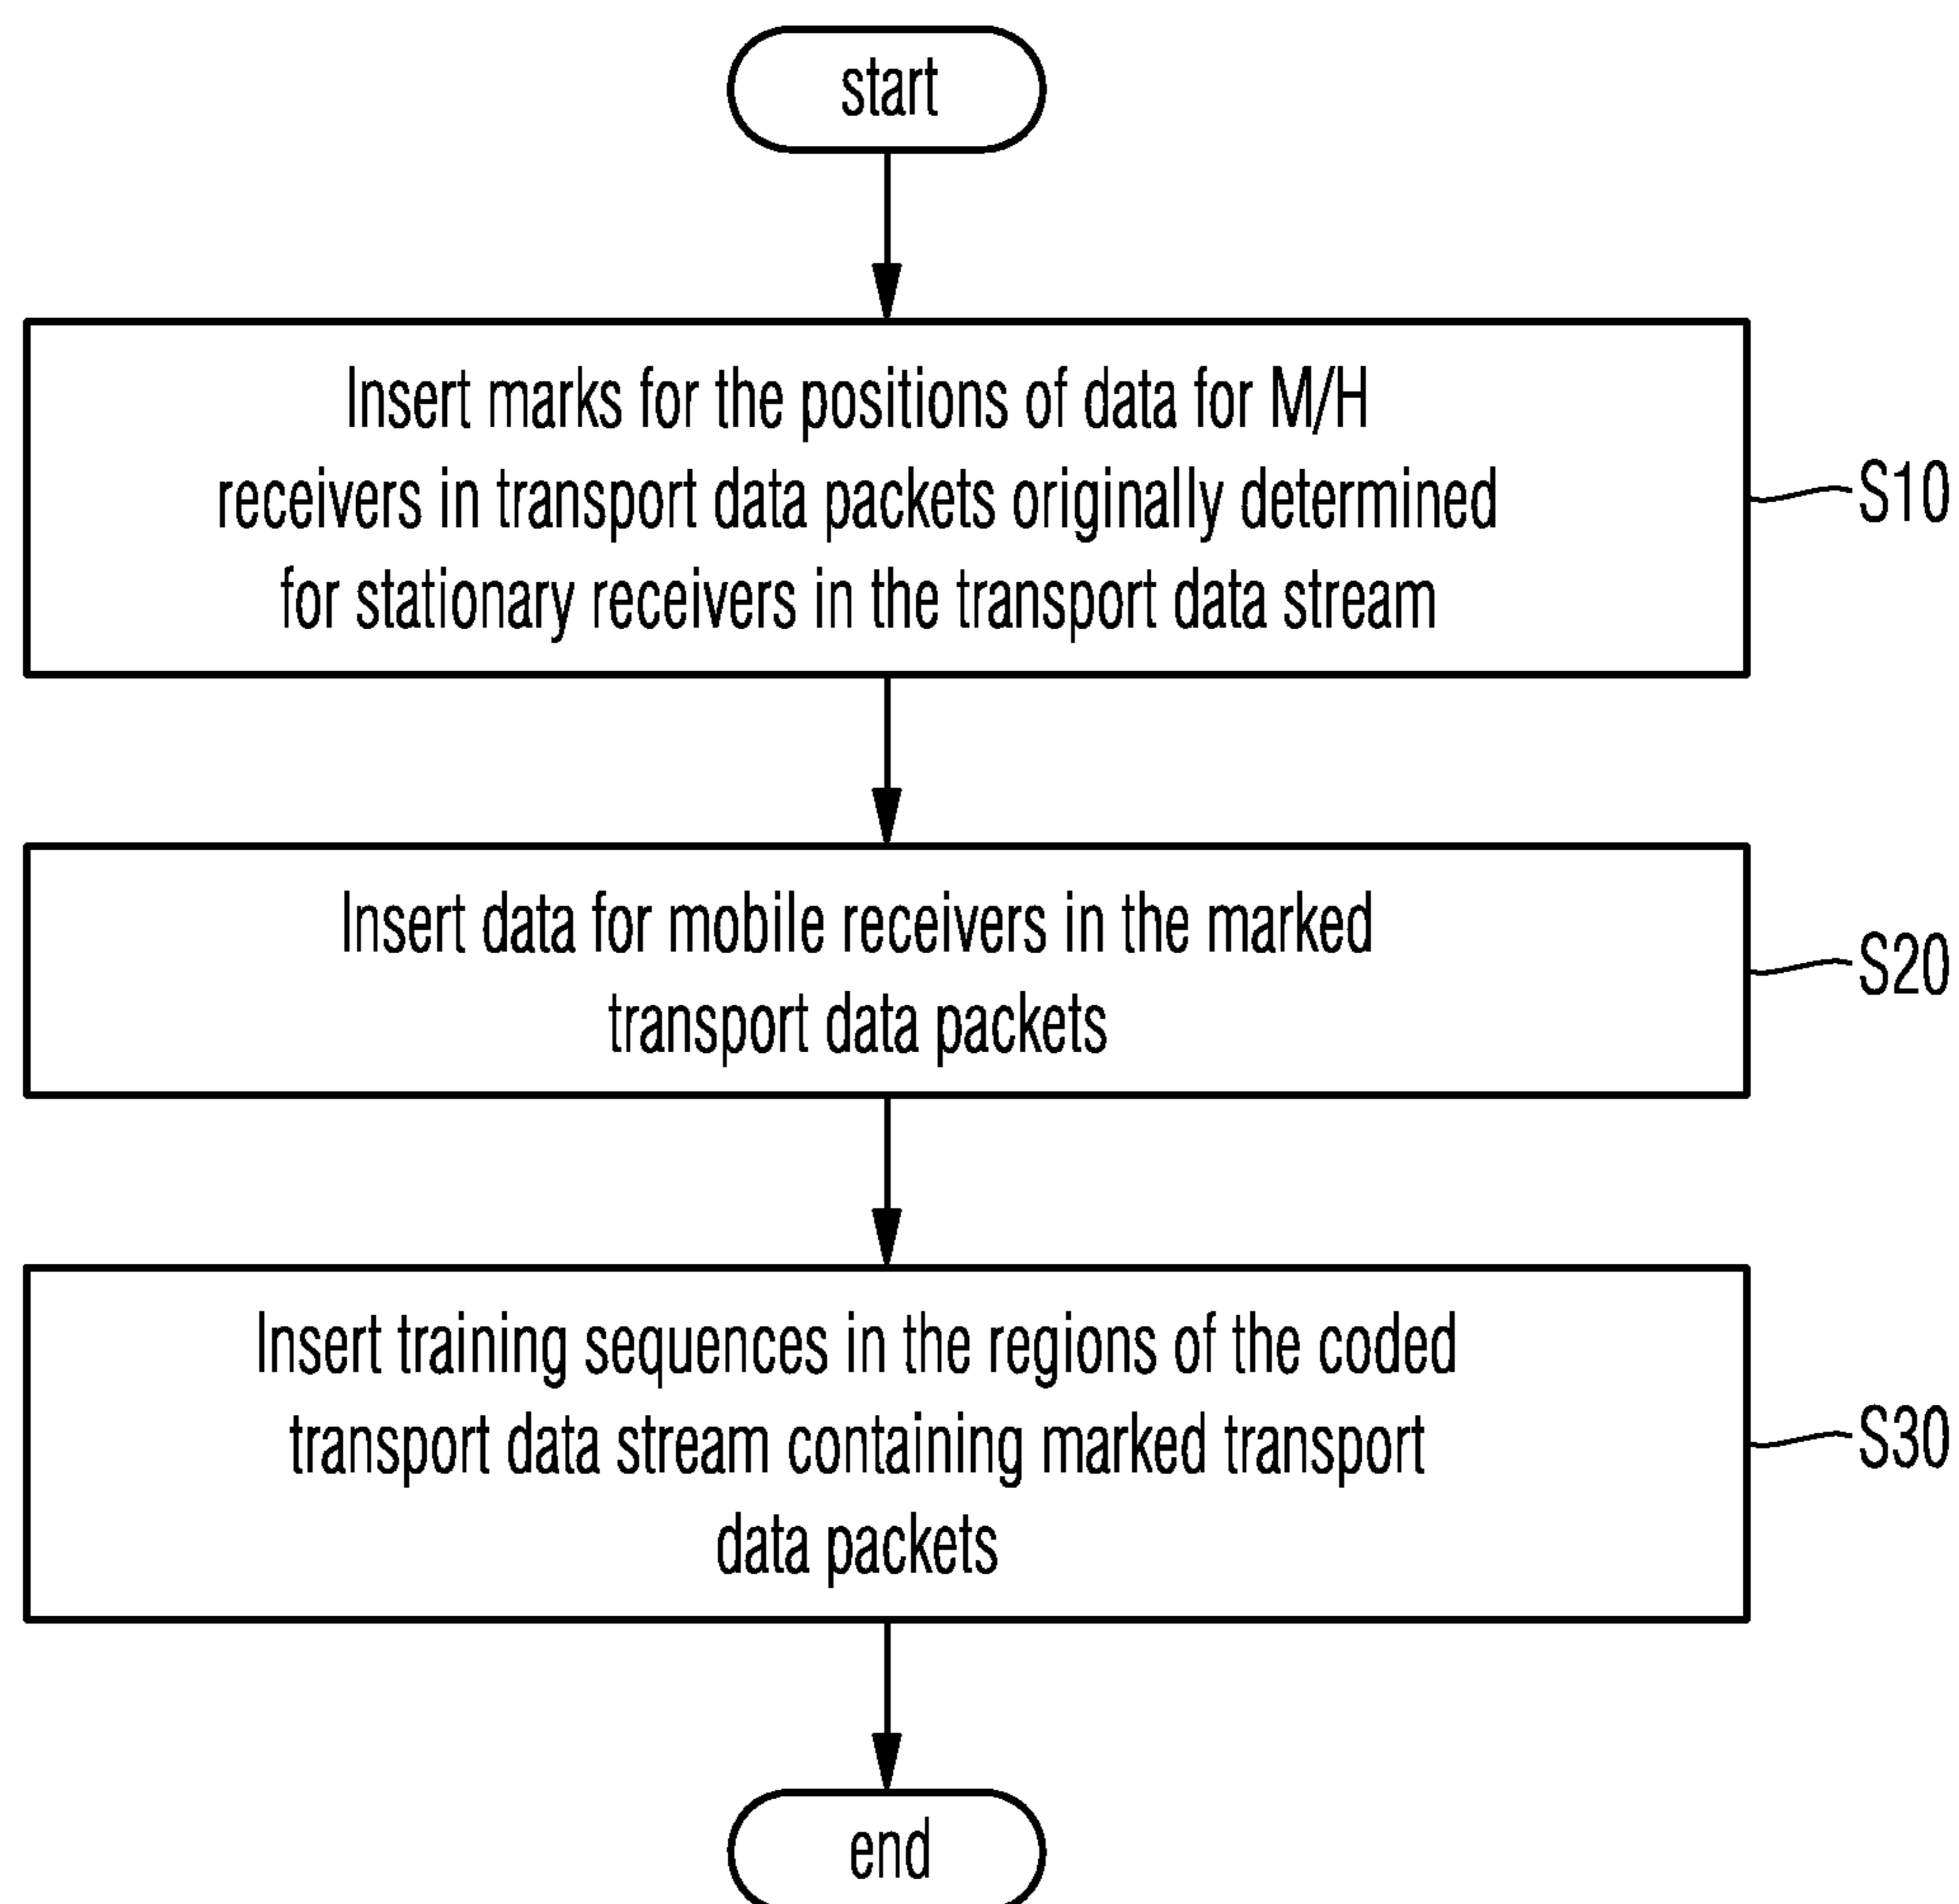 start
Insert marks for the positions of data for M/H
receivers in transport data packets originally determined
for stationary receivers in the transport data stream
S10
Insert data for mobile receivers in the marked
transport data packets
S20
Insert training sequences in the regions of the coded
transport data stream containing marked transport
data packets
S30
end